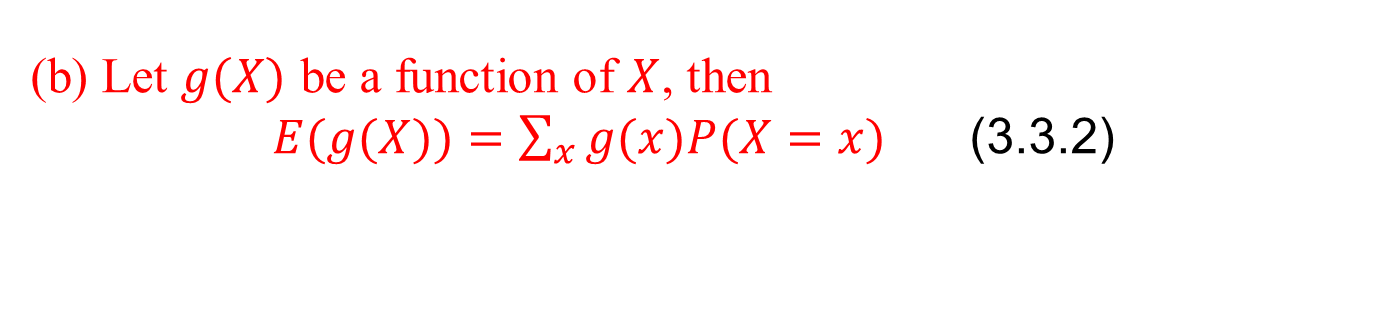 (b) Let g(X) be a function of X, then
E(g(X)) = ∑ₓ g(x)P(X = x) (3.3.2)